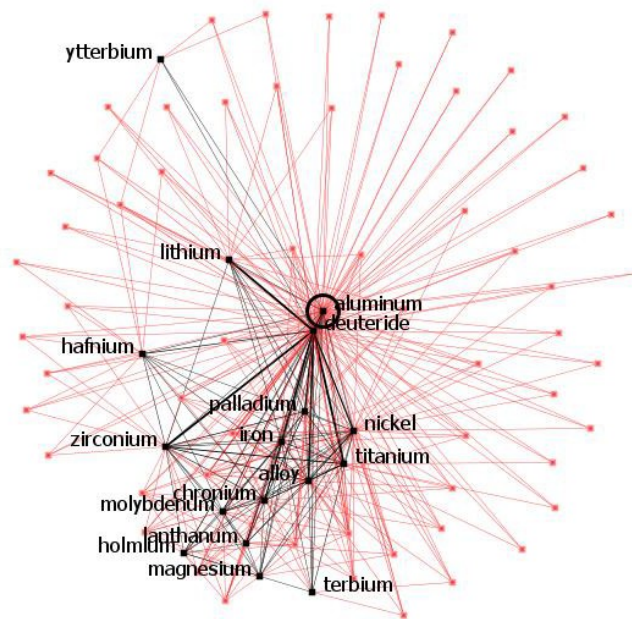 ytterbium
lithium
aluminum
deuteride
hafnium
palladium
nickel
zirconium
iron
titanium
alloy
chronium
molybdenum
lanthanum
holmium
magnesium
terbium